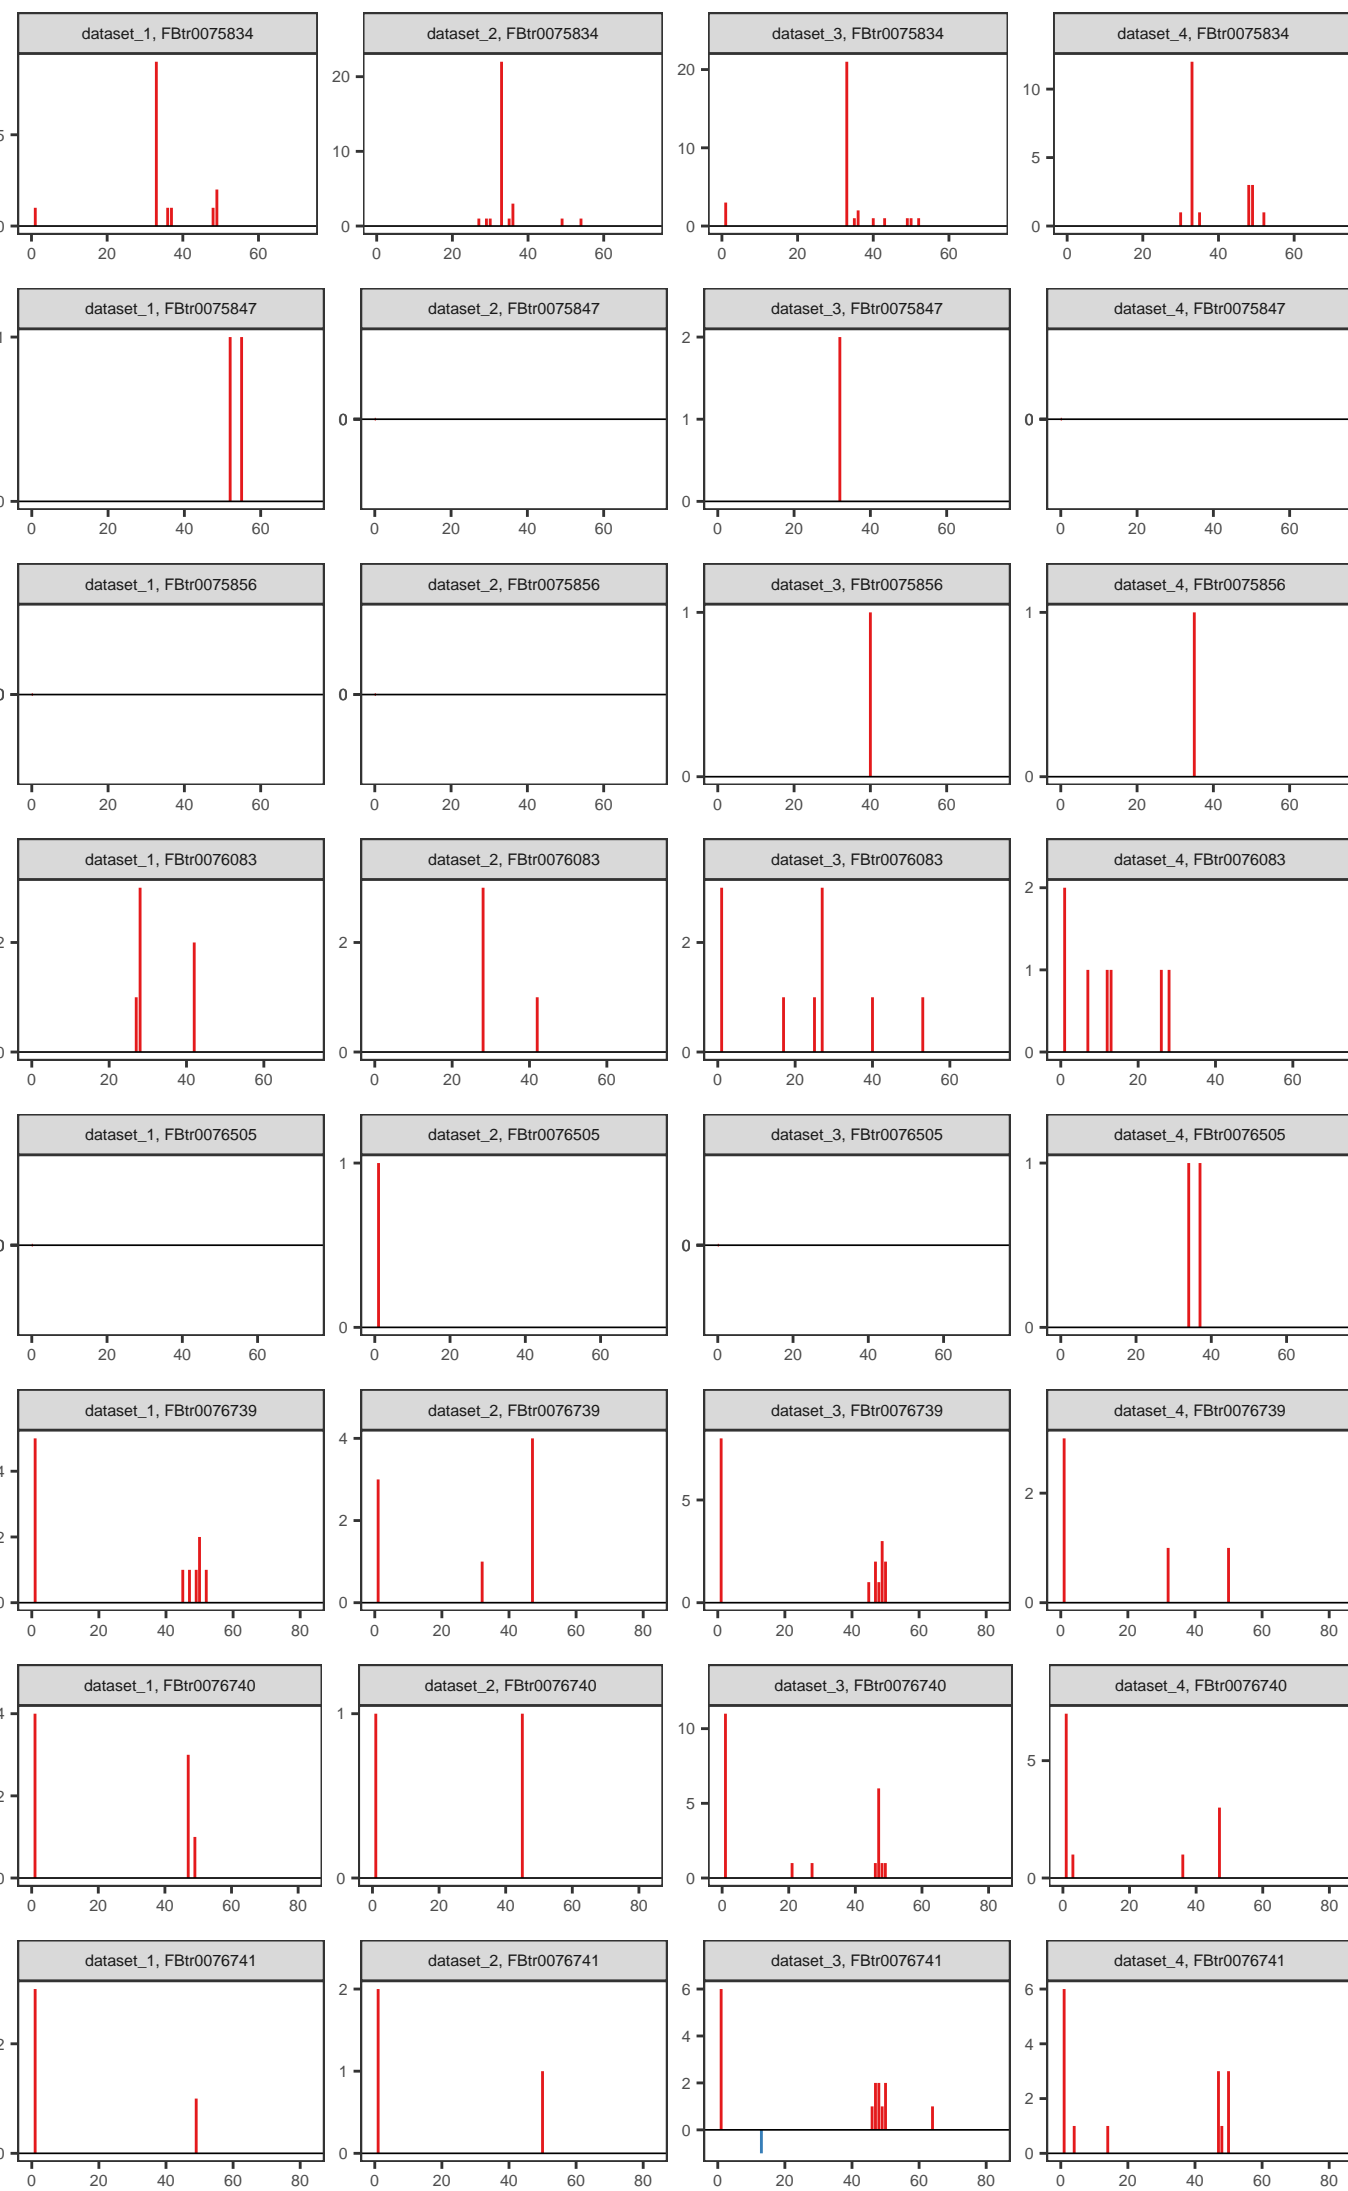 dataset_1, FBtr0075834
0 20 40 60
dataset_2, FBtr0075834
20
10
0
0 20 40 60
dataset_3, FBtr0075834
20
10
0
0 20 40 60
dataset_4, FBtr0075834
10
5
0
0 20 40 60
dataset_1, FBtr0075847
0 20 40 60
dataset_2, FBtr0075847
0
0 20 40 60
dataset_3, FBtr0075847
2
1
0
0 20 40 60
dataset_4, FBtr0075847
0
0 20 40 60
dataset_1, FBtr0075856
0 20 40 60
dataset_2, FBtr0075856
0
0 20 40 60
dataset_3, FBtr0075856
1
0
0 20 40 60
dataset_4, FBtr0075856
1
0
0 20 40 60
dataset_1, FBtr0076083
0 20 40 60
dataset_2, FBtr0076083
2
0
0 20 40 60
dataset_3, FBtr0076083
2
0
0 20 40 60
dataset_4, FBtr0076083
2
1
0
0 20 40 60
dataset_1, FBtr0076505
0 20 40 60
dataset_2, FBtr0076505
1
0
0 20 40 60
dataset_3, FBtr0076505
0
0 20 40 60
dataset_4, FBtr0076505
1
0
0 20 40 60
dataset_1, FBtr0076739
0 20 40 60 80
dataset_2, FBtr0076739
4
2
0
0 20 40 60 80
dataset_3, FBtr0076739
5
0
0 20 40 60 80
dataset_4, FBtr0076739
2
0
0 20 40 60 80
dataset_1, FBtr0076740
0 20 40 60 80
dataset_2, FBtr0076740
1
0
0 20 40 60 80
dataset_3, FBtr0076740
10
5
0
0 20 40 60 80
dataset_4, FBtr0076740
5
0
0 20 40 60 80
dataset_1, FBtr0076741
0 20 40 60 80
dataset_2, FBtr0076741
2
1
0
0 20 40 60 80
dataset_3, FBtr0076741
6
4
2
0
0 20 40 60 80
dataset_4, FBtr0076741
6
4
2
0
0 20 40 60 80